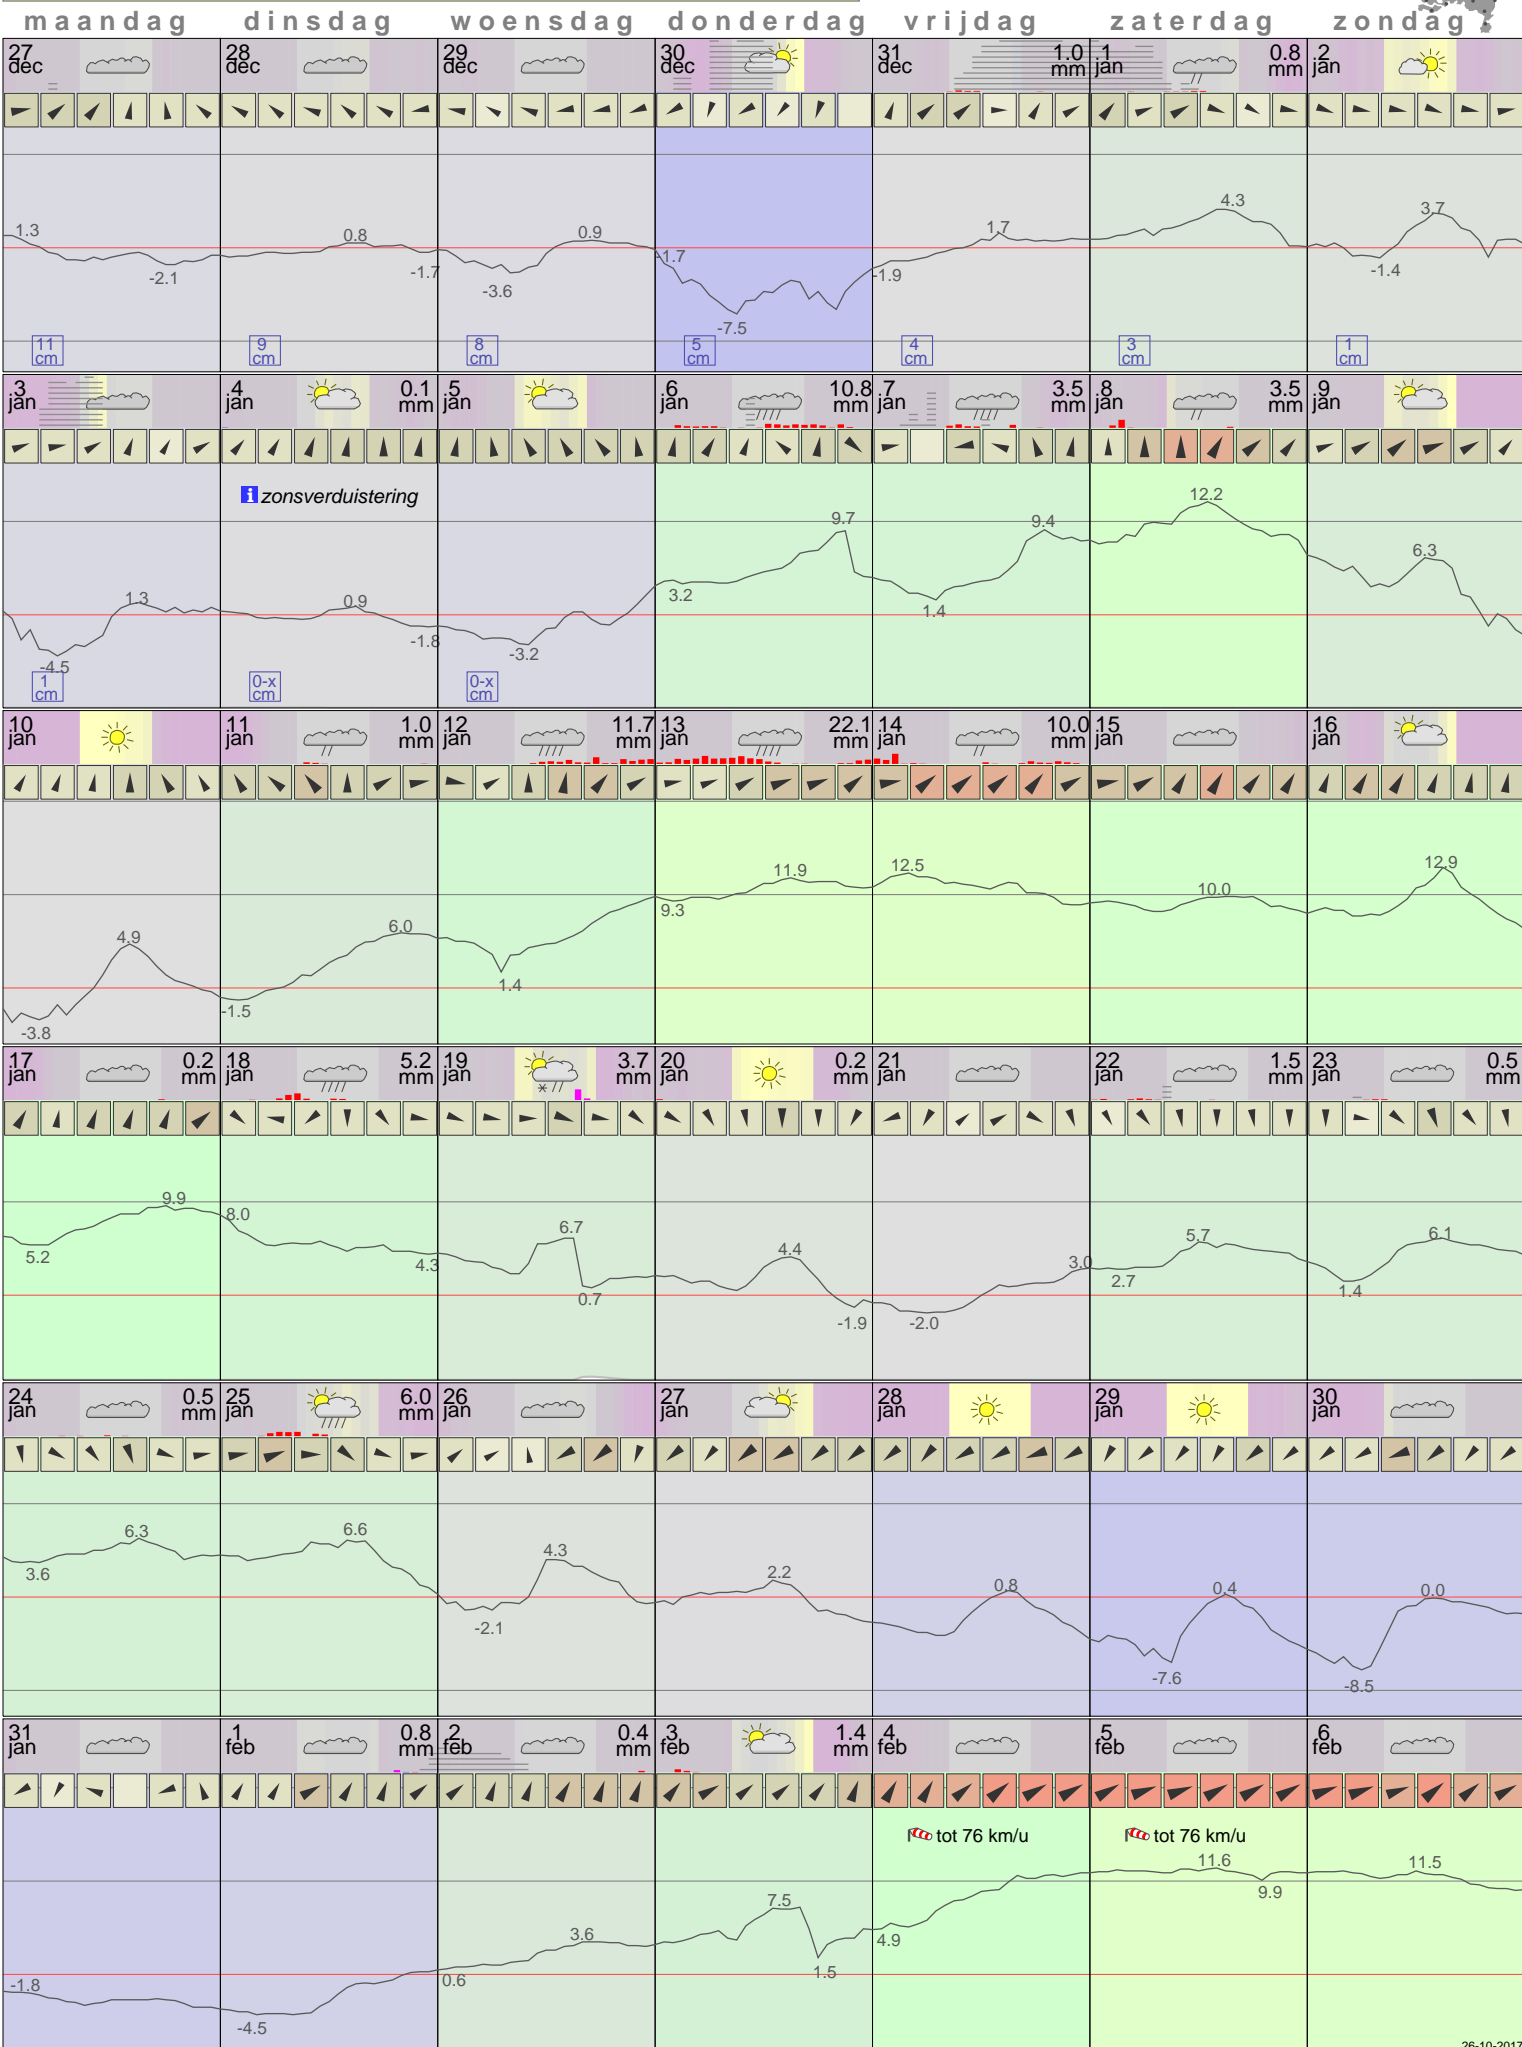 maandag dinsdag woensdag donderdag vrijdag zaterdag zondag
27 28 29 30 31 1.0 1 0.8 2
dec dec dec dec dec mm jan mm jan
1.3 -2.1 0.8 -1.7 -3.6 0.9 -1.7 -7.5 -1.9 1.7 4.3 -1.4 3.7
11 9 8 5 4 3 1
cm cm cm cm cm cm cm
3 4 0.1 5 6 10.8 7 3.5 8 3.5 9
jan jan mm jan jan mm jan mm jan mm jan
i zonsverduistering
-4.5 1.3 0.9 -1.8 -3.2 3.2 9.7 1.4 9.4 12.2 6.3
1 0-x 0-x
cm cm cm
10 11 1.0 12 11.7 13 22.1 14 10.0 15 16
jan jan mm jan mm jan mm jan mm jan jan
-3.8 4.9 -1.5 6.0 1.4 9.3 11.9 12.5 10.0 12.9
17 0.2 18 5.2 19 3.7 20 0.2 21 22 1.5 23 0.5
jan mm jan mm jan mm jan mm jan jan mm jan mm
5.2 9.9 8.0 4.3 6.7 0.7 4.4 -1.9 -2.0 3.0 2.7 5.7 1.4 6.1
24 0.5 25 6.0 26 27 28 29 30
jan mm jan mm jan jan jan jan jan
3.6 6.3 6.6 -2.1 4.3 2.2 0.8 -7.6 0.4 -8.5 0.0
31 1 0.8 2 0.4 3 1.4 4 5 6
jan feb mm feb mm feb mm feb feb feb
tot 76 km/u tot 76 km/u
-1.8 -4.5 0.6 3.6 7.5 1.5 4.9 11.6 9.9 11.5
26-10-2017